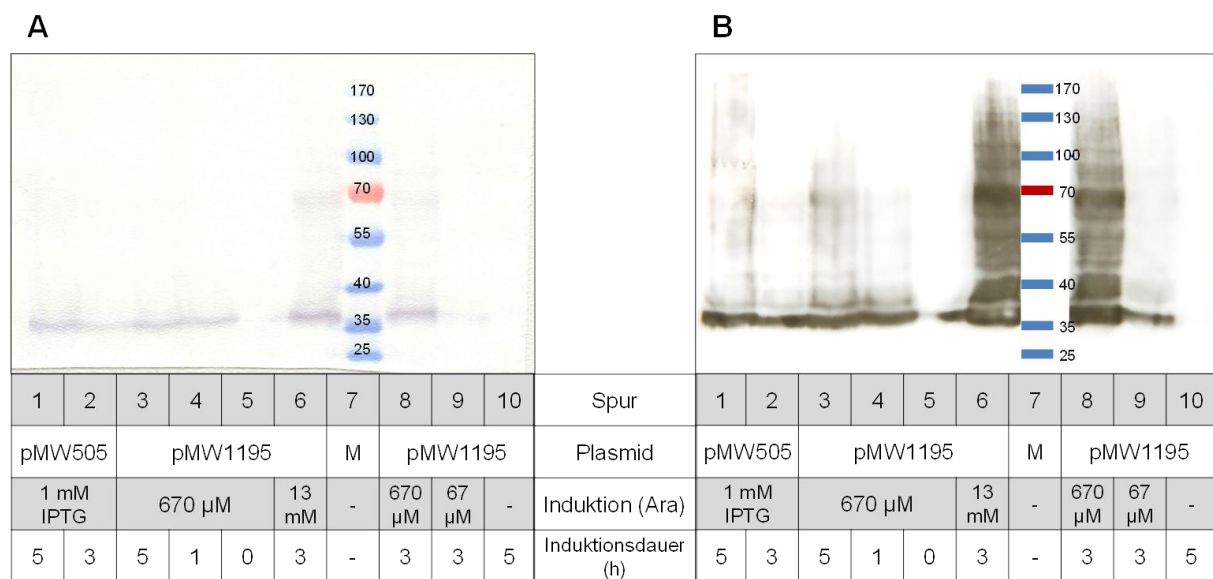 A
B
170
130
100
70
55
40
35
25
170
130
100
70
55
40
35
25
1 2 3 4 5 6 7 8 9 10 Spur 1 2 3 4 5 6 7 8 9 10
pMW505 pMW1195 M pMW1195 Plasmid pMW505 pMW1195 M pMW1195
1 mM IPTG 670 µM 13 mM - 670 µM 67 µM - Induktion (Ara) 1 mM IPTG 670 µM 13 mM - 670 µM 67 µM -
5 3 5 1 0 3 - 3 3 5 Induktionsdauer (h) 5 3 5 1 0 3 - 3 3 5